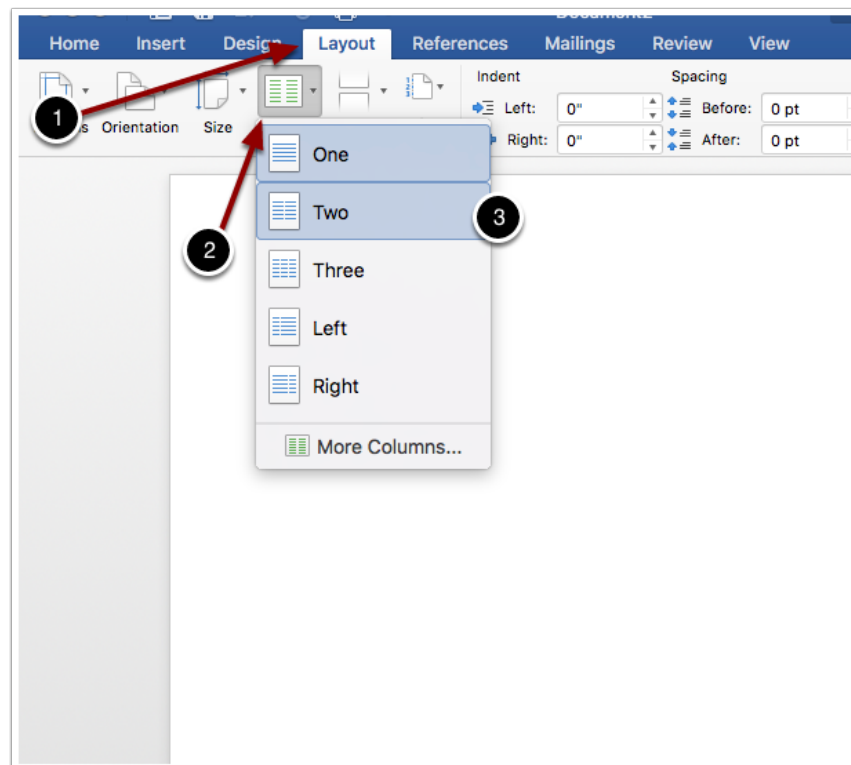 Home Insert Design Layout References Mailings Review View
Indent Spacing
Left: 0" Before: 0 pt
Right: 0" After: 0 pt
Orientation Size
1
2
3
One
Two
Three
Left
Right
More Columns...